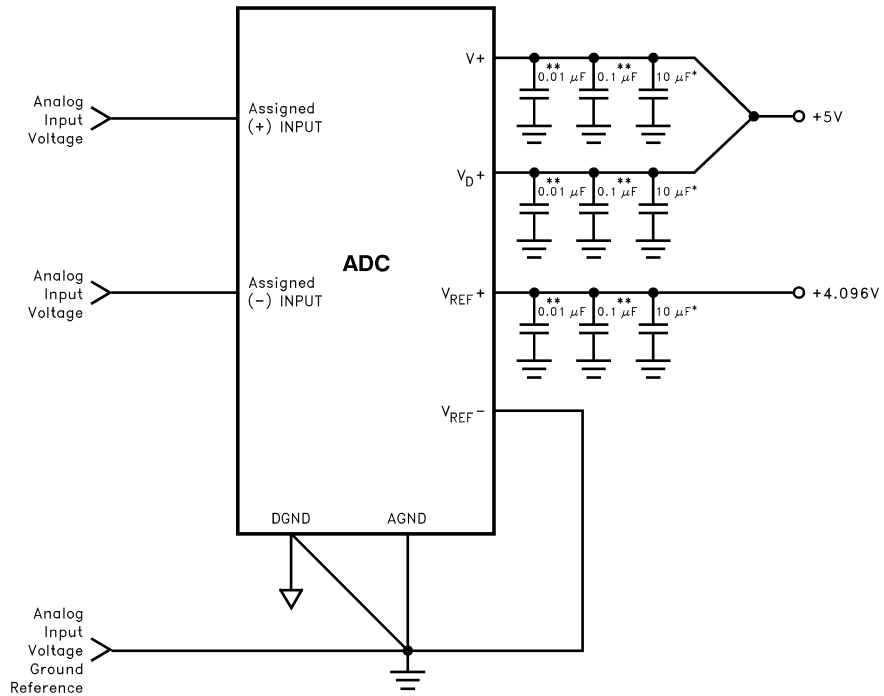 V+
**
**
0.01 µF
0.1 µF
10 µF*
Analog
Input
Voltage
Assigned
(+) INPUT
+5V
VD+
**
**
0.01 µF
0.1 µF
10 µF*
ADC
Analog
Input
Voltage
Assigned
(−) INPUT
VREF+
+4.096V
**
**
0.01 µF
0.1 µF
10 µF*
VREF−
DGND
AGND
Analog
Input
Voltage
Ground
Reference